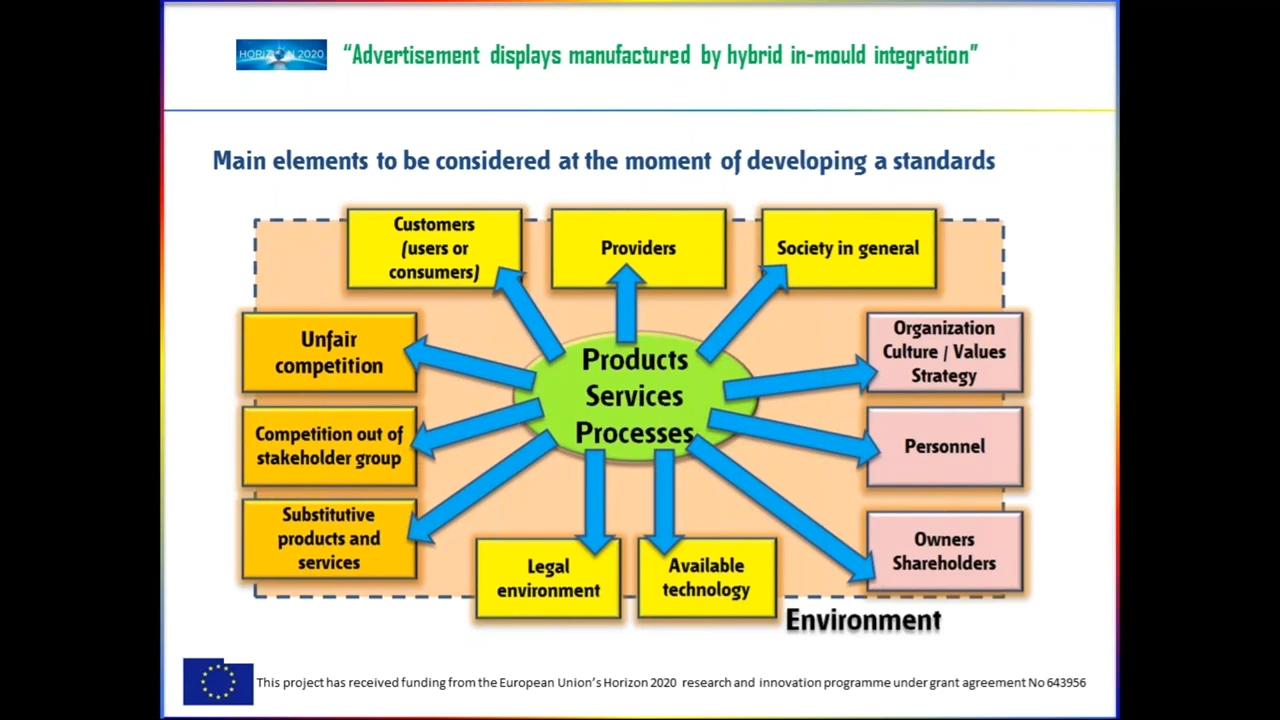 HORIZON 2020
“Advertisement displays manufactured by hybrid in-mould integration”
Main elements to be considered at the moment of developing a standards
Customers
(users or
consumers)
Providers
Society in general
Unfair
competition
Products
Services
Processes
Organization
Culture / Values
Strategy
Competition out of
stakeholder group
Personnel
Substitutive
products and
services
Legal
environment
Available
technology
Owners
Shareholders
Environment
This project has received funding from the European Union’s Horizon 2020 research and innovation programme under grant agreement No 643956